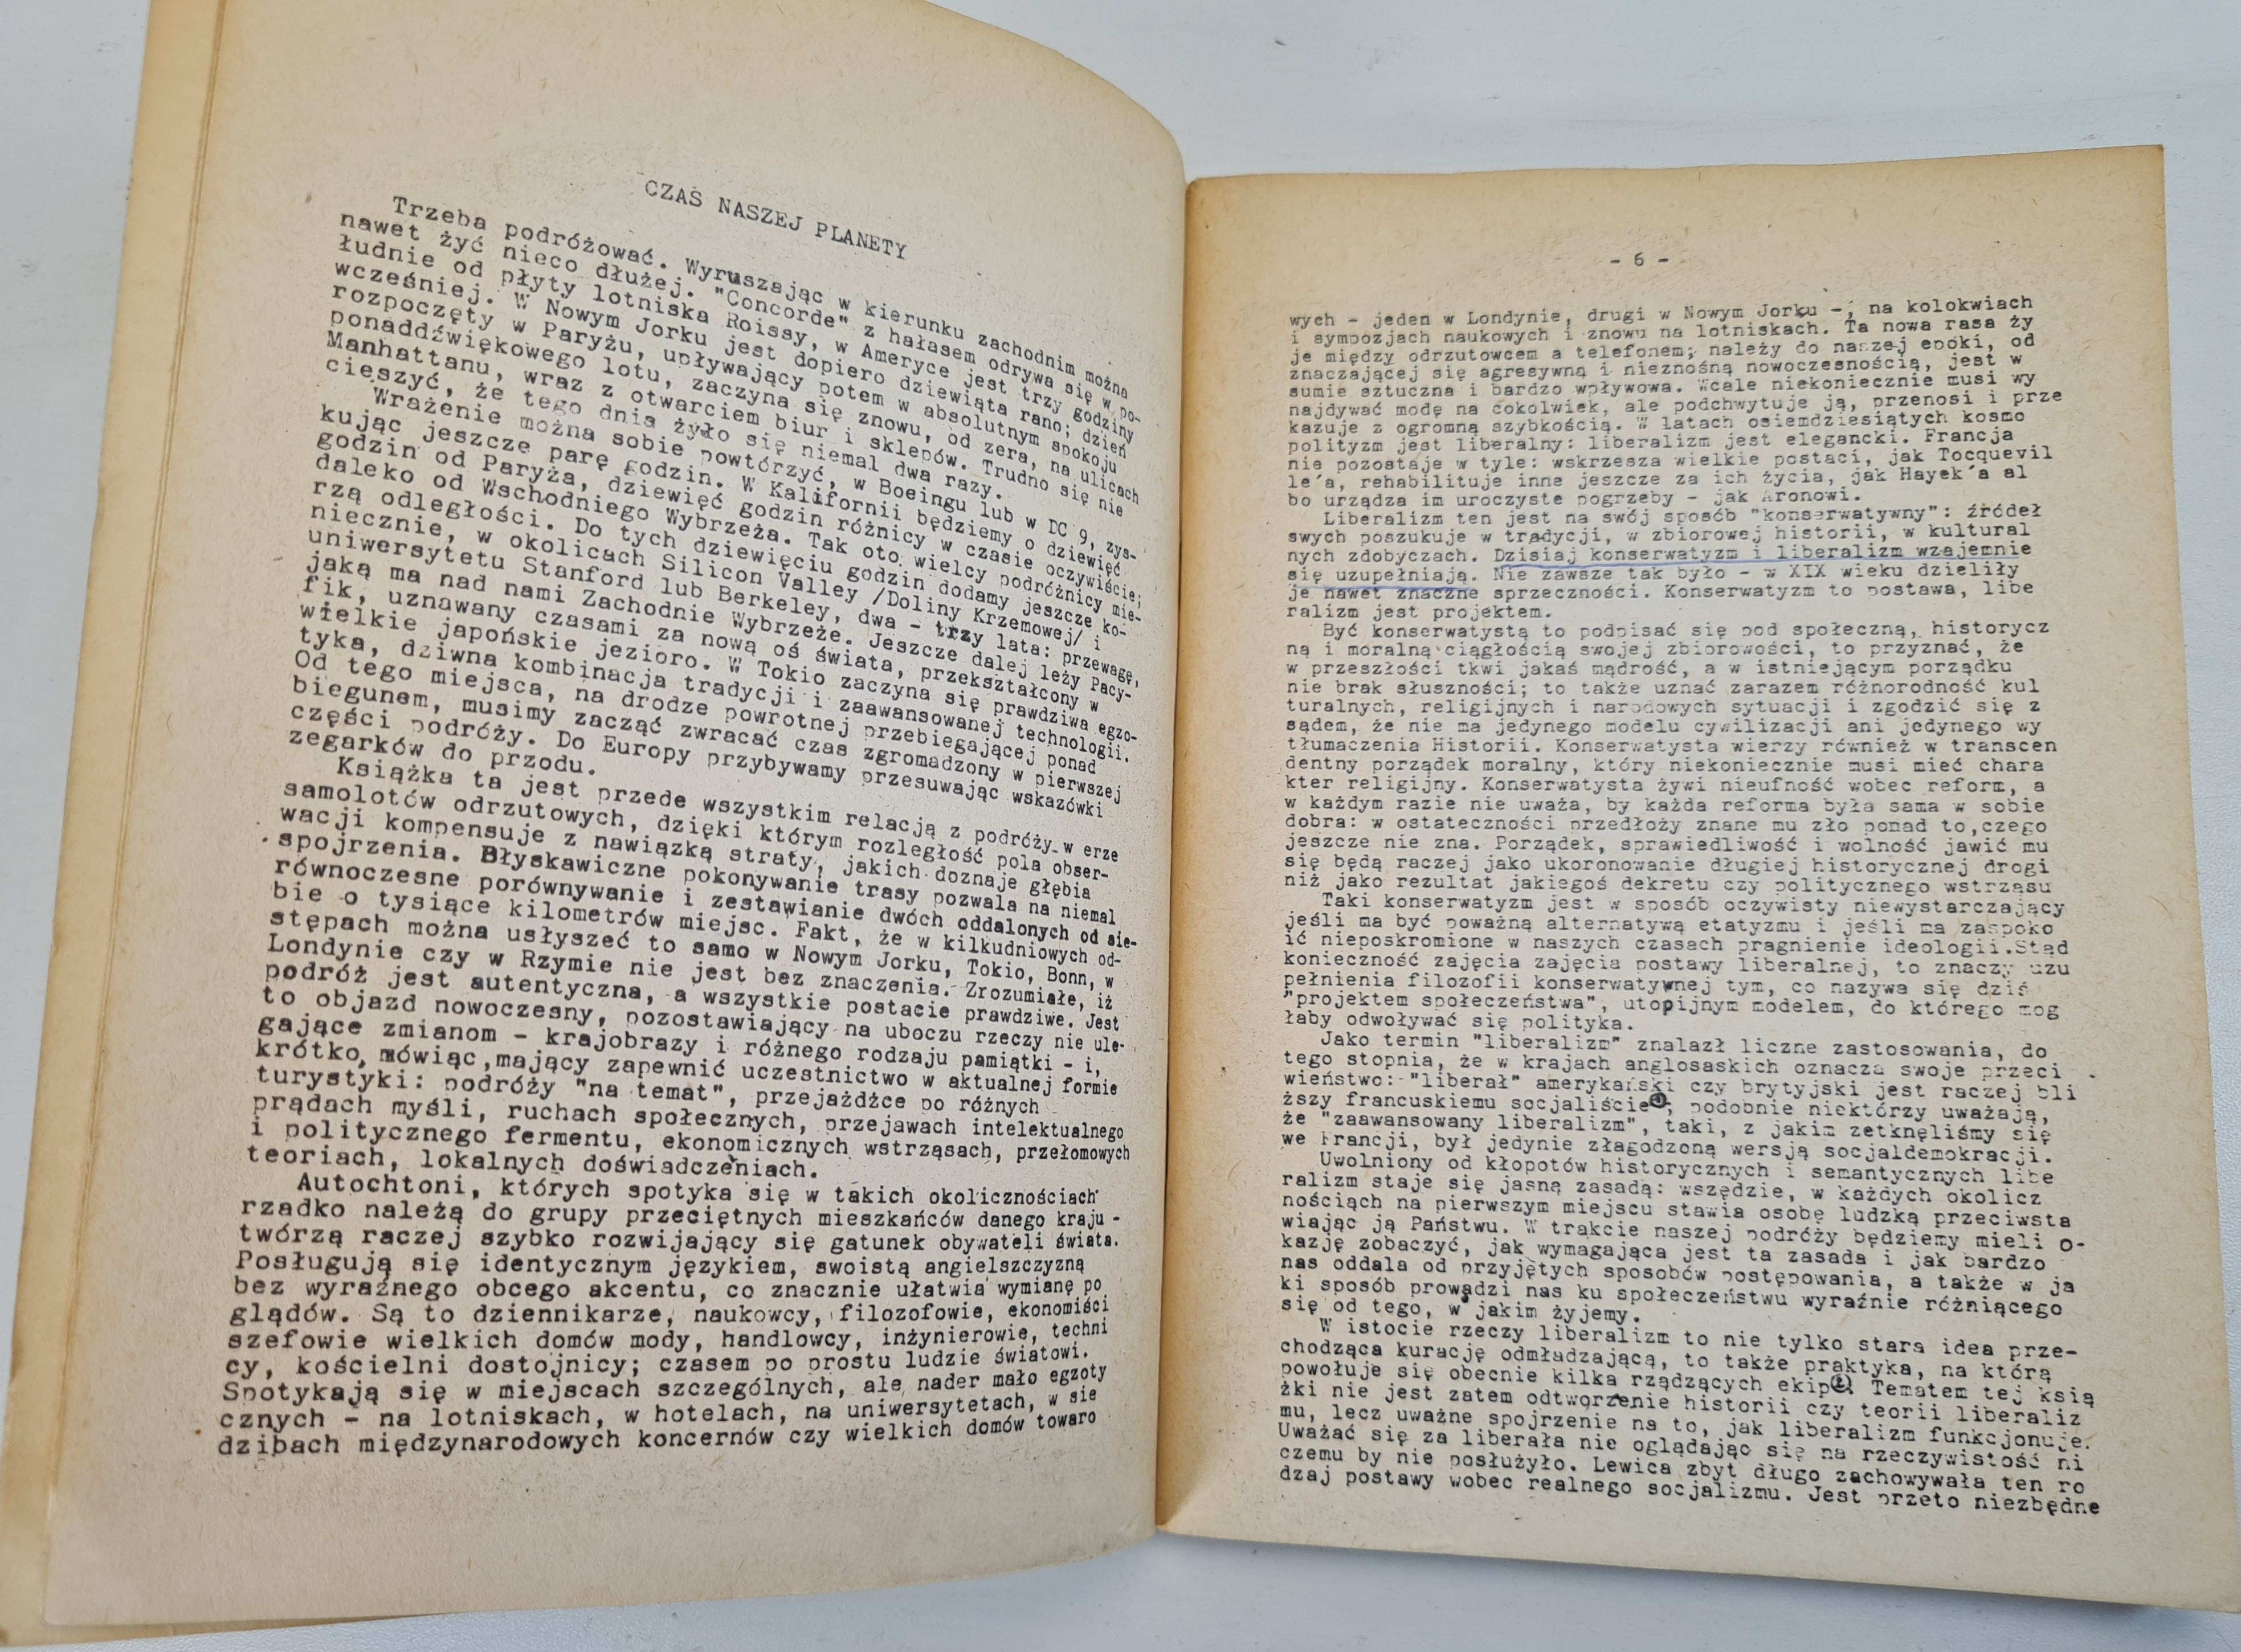 CZAS NASZEJ PLANETY
Trzeba podróżować. Wyruszając w kierunku zachodnim można
nawet żyć nieco dłużej. "Concorde" z hałasem odrywa się w po-
łudnie od płyty lotniska Roissy, w Ameryce jest trzy godziny
wcześniej. W Nowym Jorku jest dopiero dziewiąta rano; dzień
rozpoczęty w Paryżu, upływający potem w absolutnym spokoju
ponaddźwiękowego lotu, zaczyna się znowu, od zera, na ulicach
Manhattanu, wraz z otwarciem biur i sklepów. Trudno się nie
cieszyć, że tego dnia żyło się niemal dwa razy.
Wrażenie można sobie powtórzyć, w Boeingu lub w DC 9, zys-
kując jeszcze parę godzin. W Kalifornii będziemy o dziewięć
godzin od Paryża, dziewięć godzin różnicy w czasie oczywiście;
daleko od Wschodniego Wybrzeża. Tak oto wielcy podróżnicy mie-
rzą odległości. Do tych dziewięciu godzin dodamy jeszcze ko-
niecznie, w okolicach Silicon Valley /Doliny Krzemowej/ i
uniwersytetu Stanford lub Berkeley, dwa - trzy lata: przewagę,
jaką ma nad nami Zachodnie Wybrzeże. Jeszcze dalej leży Pacy-
fik, uznawany czasami za nową oś świata, przekształcony w
wielkie japońskie jezioro. W Tokio zaczyna się prawdziwa egzo-
tyka, dziwna kombinacja tradycji i zaawansowanej technologii.
Od tego miejsca, na drodze powrotnej przebiegającej ponad
biegunem, musimy zacząć zwracać czas zgromadzony w pierwszej
części podróży. Do Europy przybywamy przesuwając wskazówki
zegarków do przodu.
Książka ta jest przede wszystkim relacją z podróży w erze
samolotów odrzutowych, dzięki którym rozległość pola obser-
wacji kompensuje z nawiązką straty, jakich doznaje głębia
spojrzenia. Błyskawiczne pokonywanie trasy pozwala na niemal
równoczesne porównywanie i zestawianie dwóch oddalonych od sie-
bie o tysiące kilometrów miejsc. Fakt, że w kilkudniowych od-
stępach można usłyszeć to samo w Nowym Jorku, Tokio, Bonn, w
Londynie czy w Rzymie nie jest bez znaczenia. Zrozumiałe, iż
podróż jest autentyczna, a wszystkie postacie prawdziwe. Jest
to objazd nowoczesny, pozostawiający na uboczu rzeczy nie ule-
gające zmianom - krajobrazy i różnego rodzaju pamiątki - i,
krótko mówiąc, mający zapewnić uczestnictwo w aktualnej formie
turystyki: podróży "na temat", przejażdżce po różnych
prądach myśli, ruchach społecznych, przejawach intelektualnego
i politycznego fermentu, ekonomicznych wstrząsach, przełomowych
teoriach, lokalnych doświadczeniach.
Autochtoni, których spotyka się w takich okolicznościach
rzadko należą do grupy przeciętnych mieszkańców danego kraju -
twórzą raczej szybko rozwijający się gatunek obywateli świata.
Posługują się identycznym językiem, swoistą angielszczyzną
bez wyraźnego obcego akcentu, co znacznie ułatwia wymianę po
glądów. Są to dziennikarze, naukowcy, filozofowie, ekonomiści
szefowie wielkich domów mody, handlowcy, inżynierowie, techni
cy, kościelni dostojnicy; czasem po prostu ludzie światowi.
Spotykają się w miejscach szczególnych, ale nader mało egzoty
cznych - na lotniskach, w hotelach, na uniwersytetach, w sie
dzibach międzynarodowych koncernów czy wielkich domów towaro
- 6 -
wych - jeden w Londynie, drugi w Nowym Jorku -, na kolokwiach
i sympozjach naukowych i znowu na lotniskach. Ta nowa rasa ży
je między odrzutowcem a telefonem; należy do naszej epoki, od
znaczającej się agresywną i nieznośną nowoczesnością, jest w
sumie sztuczna i bardzo wpływowa. Wcale niekoniecznie musi wy
najdywać modę na cokolwiek, ale podchwytuje ją, przenosi i prze
kazuje z ogromną szybkością. W latach osiemdziesiątych kosmo
polityzm jest liberalny: liberalizm jest elegancki. Francja
nie pozostaje w tyle: wskrzesza wielkie postaci, jak Tocquevil
le´a, rehabilituje inne jeszcze za ich życia, jak Hayek´a al
bo urządza im uroczyste pogrzeby - jak Aronowi.
Liberalizm ten jest na swój sposób "konserwatywny": źródeł
swych poszukuje w tradycji, w zbiorowej historii, w kultural
nych zdobyczach. Dzisiaj konserwatyzm i liberalizm wzajemnie
się uzupełniają. Nie zawsze tak było - w XIX wieku dzieliły
je nawet znaczne sprzeczności. Konserwatyzm to postawa, libe
ralizm jest projektem.
Być konserwatystą to podpisać się pod społeczną, historycz
ną i moralną ciągłością swojej zbiorowości, to przyznać, że
w przeszłości tkwi jakaś mądrość, a w istniejącym porządku
nie brak słuszności; to także uznać zarazem różnorodność kul
turalnych, religijnych i narodowych sytuacji i zgodzić się z
sądem, że nie ma jedynego modelu cywilizacji ani jedynego wy
tłumaczenia Historii. Konserwatysta wierzy również w transcen
dentny porządek moralny, który niekoniecznie musi mieć chara
kter religijny. Konserwatysta żywi nieufność wobec reform, a
w każdym razie nie uważa, by każda reforma była sama w sobie
dobra: w ostateczności przedłoży znane mu zło ponad to,czego
jeszcze nie zna. Porządek, sprawiedliwość i wolność jawić mu
się będą raczej jako ukoronowanie długiej historycznej drogi
niż jako rezultat jakiegoś dekretu czy politycznego wstrząsu
Taki konserwatyzm jest w sposób oczywisty niewystarczający
jeśli ma być poważną alternatywą etatyzmu i jeśli ma zaspoko
ić nieposkromione w naszych czasach pragnienie ideologii.Stąd
konieczność zajęcia zajęcia postawy liberalnej, to znaczy uzu
pełnienia filozofii konserwatywnej tym, co nazywa się dziś
"projektem społeczeństwa", utopijnym modelem, do którego mog
łaby odwoływać się polityka.
Jako termin "liberalizm" znalazł liczne zastosowania, do
tego stopnia, że w krajach anglosaskich oznacza swoje przeci
wieństwo: "liberał" amerykański czy brytyjski jest raczej bli
ższy francuskiemu socjaliście①; podobnie niektórzy uważają,
że "zaawansowany liberalizm", taki, z jakim zetknęliśmy się
we Francji, był jedynie złagodzoną wersją socjaldemokracji.
Uwolniony od kłopotów historycznych i semantycznych libe
ralizm staje się jasną zasadą: wszędzie, w każdych okolicz
nościach na pierwszym miejscu stawia osobę ludzką przeciwsta
wiając ją Państwu. W trakcie naszej podróży będziemy mieli o-
kazję zobaczyć, jak wymagająca jest ta zasada i jak bardzo
nas oddala od przyjętych sposobów postępowania, a także w ja
ki sposób prowadzi nas ku społeczeństwu wyraźnie różniącego
się od tego, w jakim żyjemy.
W istocie rzeczy liberalizm to nie tylko stara idea prze-
chodząca kurację odmładzającą, to także praktyka, na którą
powołuje się obecnie kilka rządzących ekip②. Tematem tej ksią
żki nie jest zatem odtworzenie historii czy teorii liberaliz
mu, lecz uważne spojrzenie na to, jak liberalizm funkcjonuje.
Uważać się za liberała nie oglądając się na rzeczywistość ni
czemu by nie posłużyło. Lewica zbyt długo zachowywała ten ro
dzaj postawy wobec realnego socjalizmu. Jest przeto niezbędne